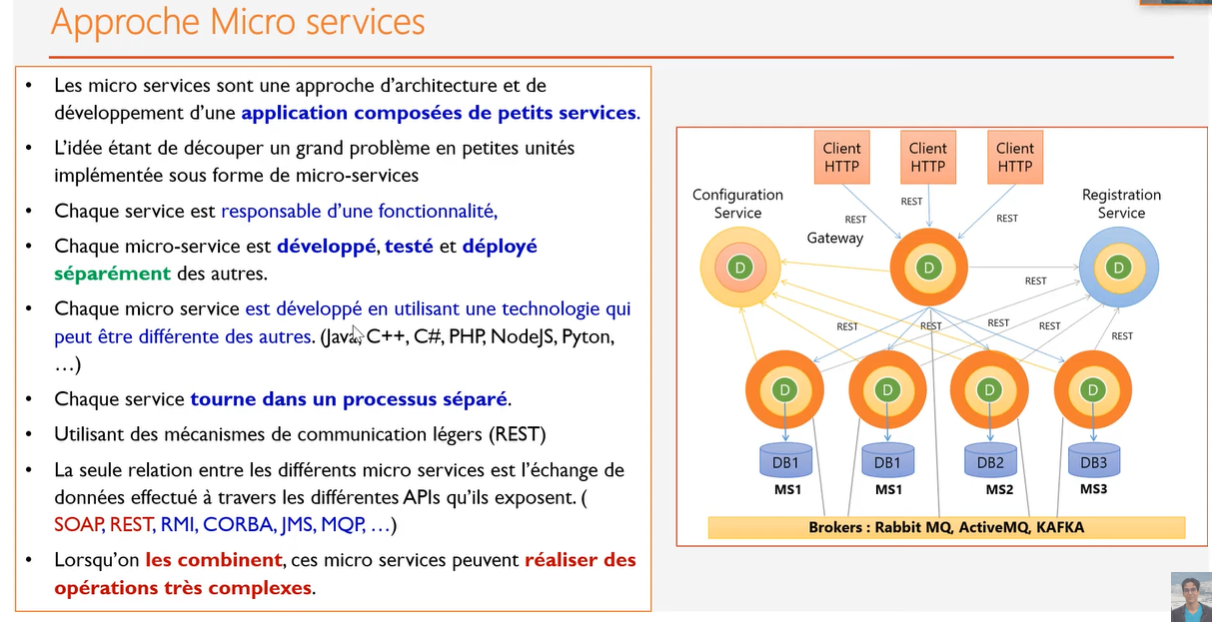 Approche Micro services
• Les micro services sont une approche d'architecture et de
développement d'une application composées de petits services.
• L'idée étant de découper un grand problème en petites unités
implémentée sous forme de micro-services
• Chaque service est responsable d'une fonctionnalité,
• Chaque micro-service est développé, testé et déployé
séparément des autres.
• Chaque micro service est développé en utilisant une technologie qui
peut être différente des autres. (Java, C++, C#, PHP, NodeJS, Pyton,
…)
• Chaque service tourne dans un processus séparé.
• Utilisant des mécanismes de communication légers (REST)
• La seule relation entre les différents micro services est l'échange de
données effectué à travers les différentes APIs qu'ils exposent. (
SOAP, REST, RMI, CORBA, JMS, MQP, …)
• Lorsqu'on les combinent, ces micro services peuvent réaliser des
opérations très complexes.
Client
HTTP
Client
HTTP
Client
HTTP
Configuration
Service
Registration
Service
REST
REST
REST
Gateway
D
D
D
REST
REST
REST
REST
REST
REST
D
D
D
D
DB1
DB1
DB2
DB3
MS1
MS1
MS2
MS3
Brokers : Rabbit MQ, ActiveMQ, KAFKA